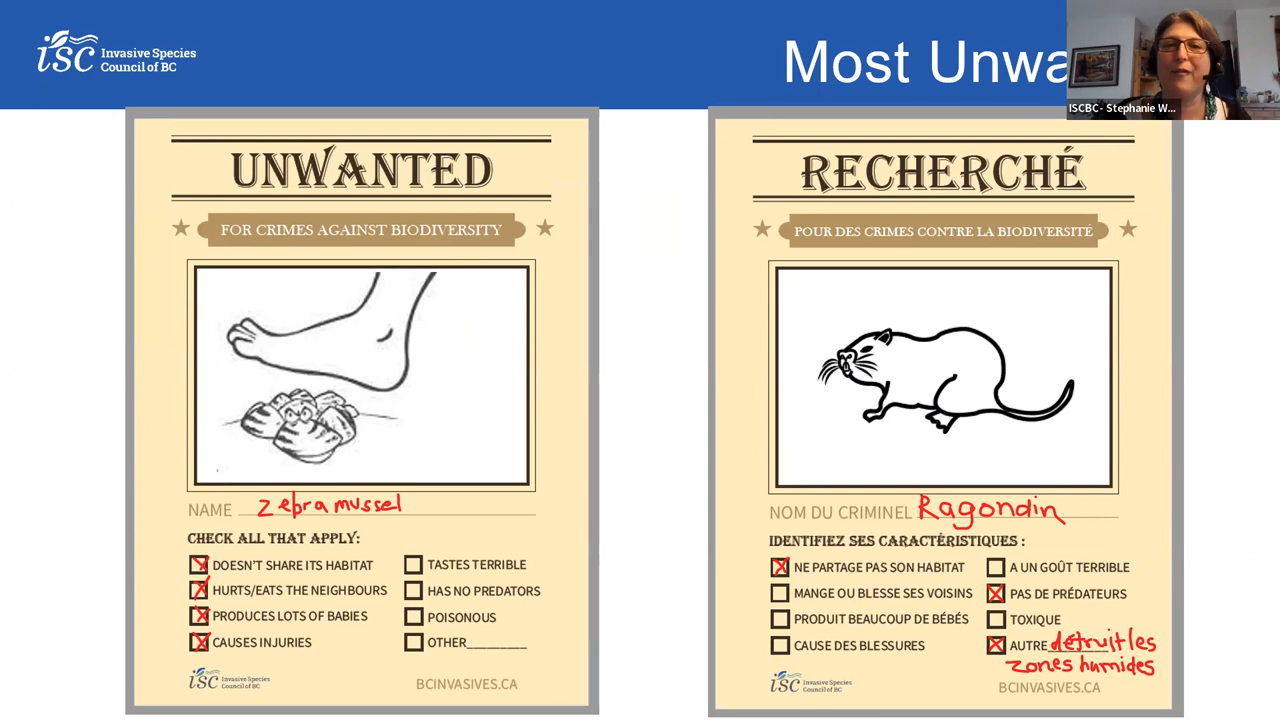 isc Invasive Species
Council of BC
Most Unwa
ISCBC- Stephanie W...
UNWANTED
FOR CRIMES AGAINST BIODIVERSITY
NAME Zebra mussel
CHECK ALL THAT APPLY:
DOESN'T SHARE ITS HABITAT
HURTS/EATS THE NEIGHBOURS
PRODUCES LOTS OF BABIES
CAUSES INJURIES
TASTES TERRIBLE
HAS NO PREDATORS
POISONOUS
OTHER_________
isc Invasive Species
Council of BC
BCINVASIVES.CA
RECHERCHÉ
POUR DES CRIMES CONTRE LA BIODIVERSITÉ
NOM DU CRIMINEL Ragondin
IDENTIFIEZ SES CARACTÉRISTIQUES :
NE PARTAGE PAS SON HABITAT
MANGE OU BLESSE SES VOISINS
PRODUIT BEAUCOUP DE BÉBÉS
CAUSE DES BLESSURES
A UN GOÛT TERRIBLE
PAS DE PRÉDATEURS
TOXIQUE
AUTRE détruit les
zones humides
isc Invasive Species
Council of BC
BCINVASIVES.CA